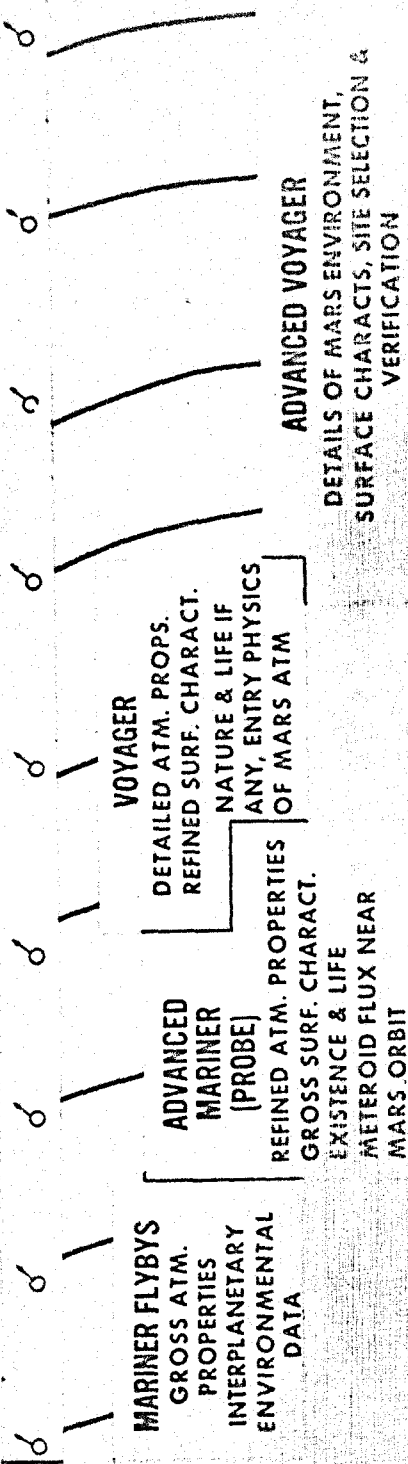 MARINER FLYBYS
GROSS ATM.
PROPERTIES
INTERPLANETARY
ENVIRONMENTAL
DATA
ADVANCED
MARINER
(PROBE)
REFINED ATM. PROPERTIES
GROSS SURF. CHARACT.
EXISTENCE & LIFE
METEROID FLUX NEAR
MARS ORBIT
VOYAGER
DETAILED ATM. PROPS.
REFINED SURF. CHARACT.
NATURE & LIFE IF
ANY, ENTRY PHYSICS
OF MARS ATM
ADVANCED VOYAGER
DETAILS OF MARS ENVIRONMENT,
SURFACE CHARACTS, SITE SELECTION &
VERIFICATION